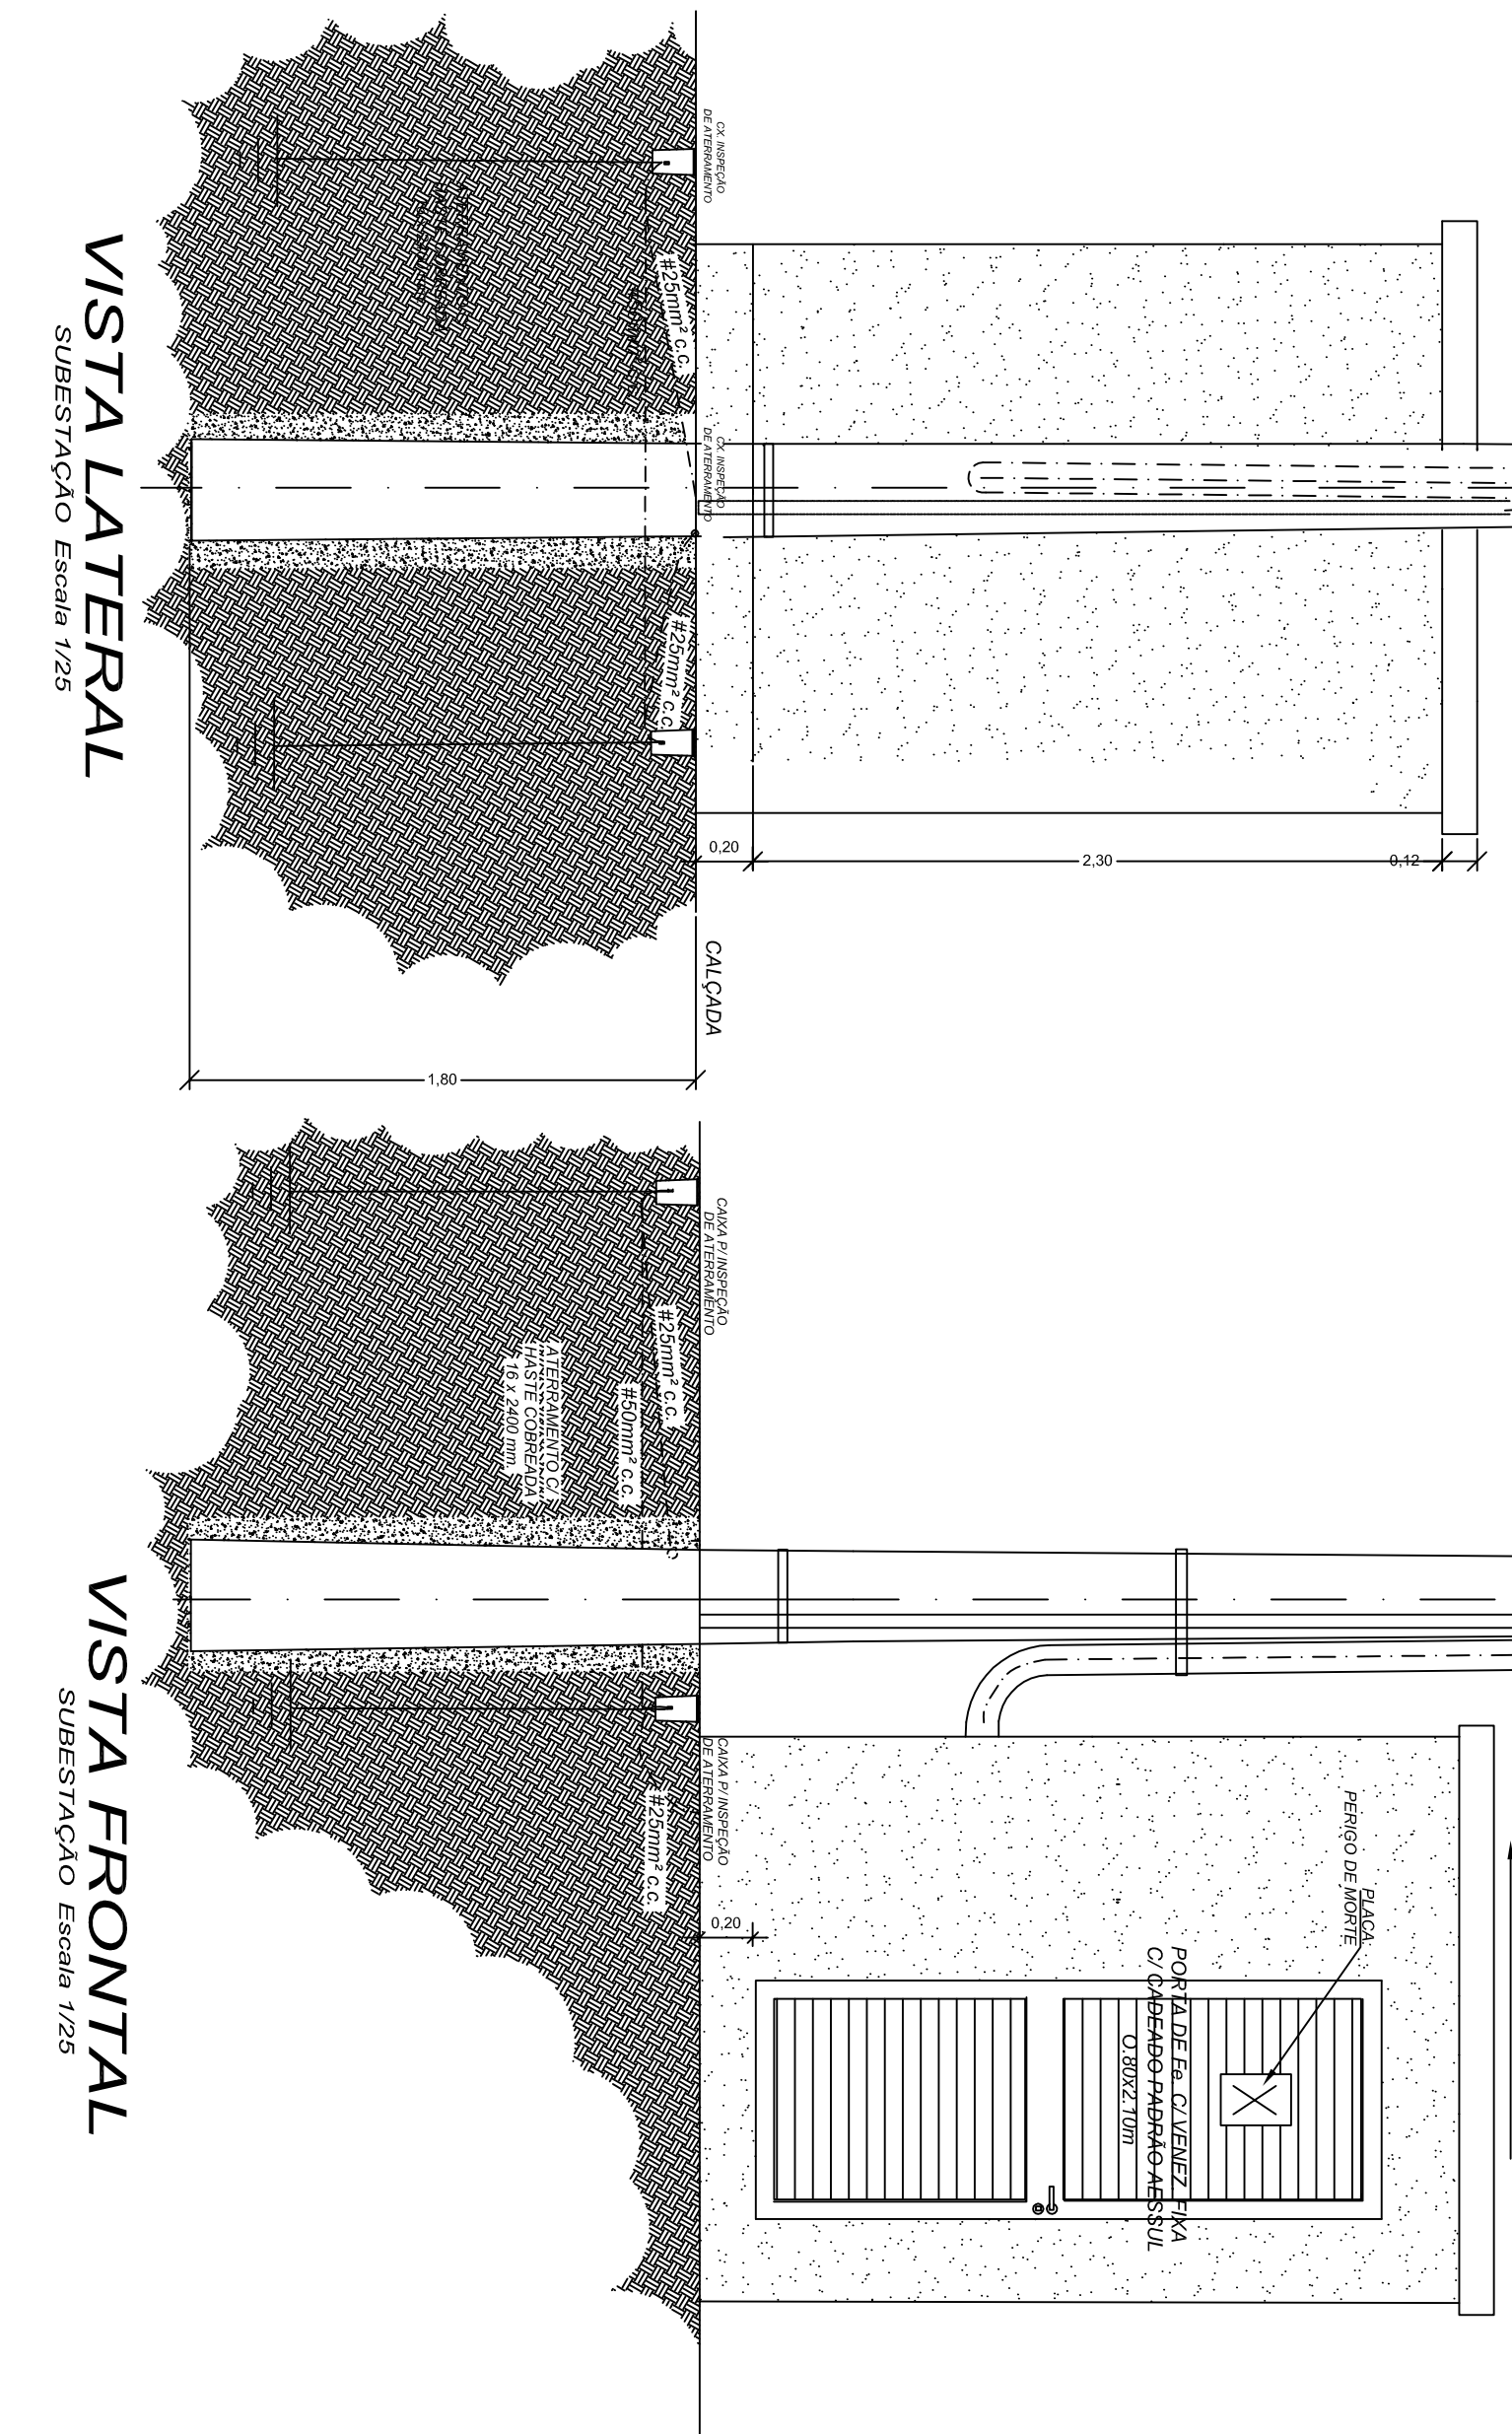 CX. INSPEÇÃO
DE ATERRAMENTO
#25mm² c.c.
CX. INSPEÇÃO
DE ATERRAMENTO
#25mm² c.c.
0,20
2,30
0,12
CALÇADA
1,80
VISTA LATERAL
SUBESTAÇÃO Escala 1/25
PLACA
PERIGO DE MORTE
PORTA DE Fe. C/ VENEZ. FIXA
C/ CADEADO PADRÃO AESSUL
O.80x2.10m
0,20
CAIXA P/ INSPEÇÃO
DE ATERRAMENTO
#25mm² c.c.
#50mm² c.c.
ATERRAMENTO C/
HASTE COBREADA
16 x 2400 mm.
CAIXA P/ INSPEÇÃO
DE ATERRAMENTO
#25mm² c.c.
VISTA FRONTAL
SUBESTAÇÃO Escala 1/25